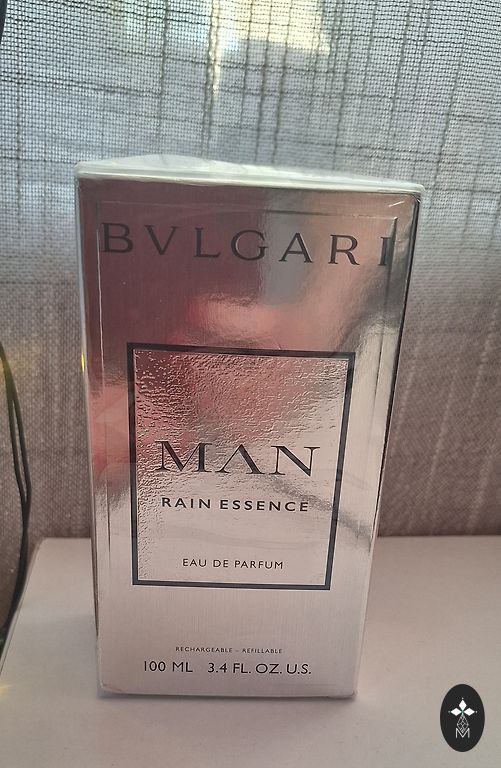 BVLGARI
MAN
RAIN ESSENCE
EAU DE PARFUM
RECHARGEABLE - REFILLABLE
100 ML 3.4 FL. OZ. U.S.